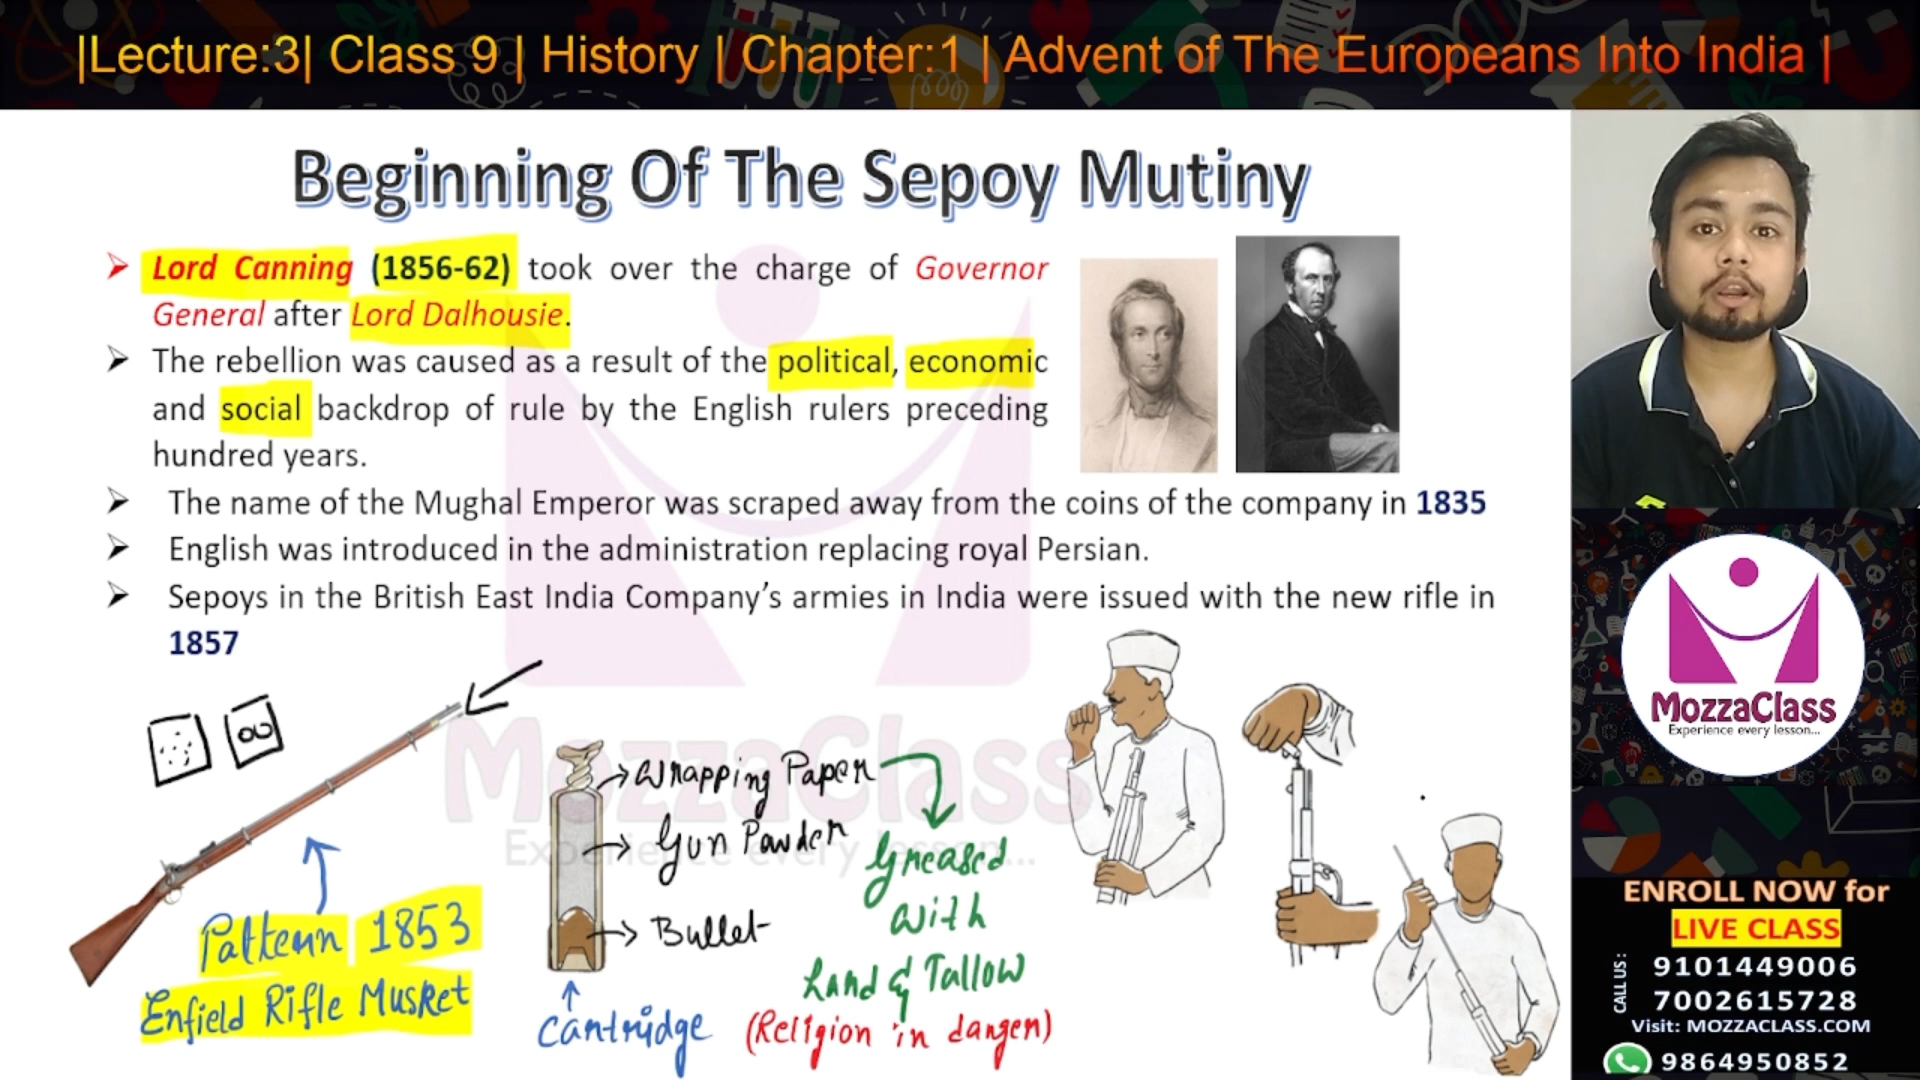 |Lecture:3| Class 9 | History | Chapter:1 | Advent of The Europeans Into India |
Beginning Of The Sepoy Mutiny
Lord Canning (1856-62) took over the charge of Governor
General after Lord Dalhousie.
The rebellion was caused as a result of the political, economic
and social backdrop of rule by the English rulers preceding
hundred years.
The name of the Mughal Emperor was scraped away from the coins of the company in 1835
English was introduced in the administration replacing royal Persian.
Sepoys in the British East India Company's armies in India were issued with the new rifle in
1857
Pattern 1853
Enfield Rifle Musket
Wrapping Paper
Gun Powder
Bullet
Cartridge
Greased
with
Lard & Tallow
(Religion in danger)
MozzaClass
Experience every lesson...
MozzaClass
Experience every lesson...
ENROLL NOW for
LIVE CLASS
CALL US :
9101449006
7002615728
Visit: MOZZACLASS.COM
9864950852